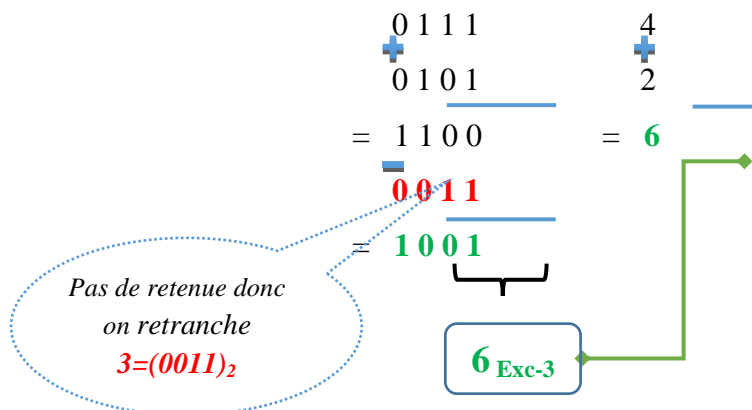 0 1 1 1 4
+ +
0 1 0 1 2
= 1 1 0 0 = 6
-
0 0 1 1
= 1 0 0 1
Pas de retenue donc
on retranche
3=(0011)₂
6 Exc-3